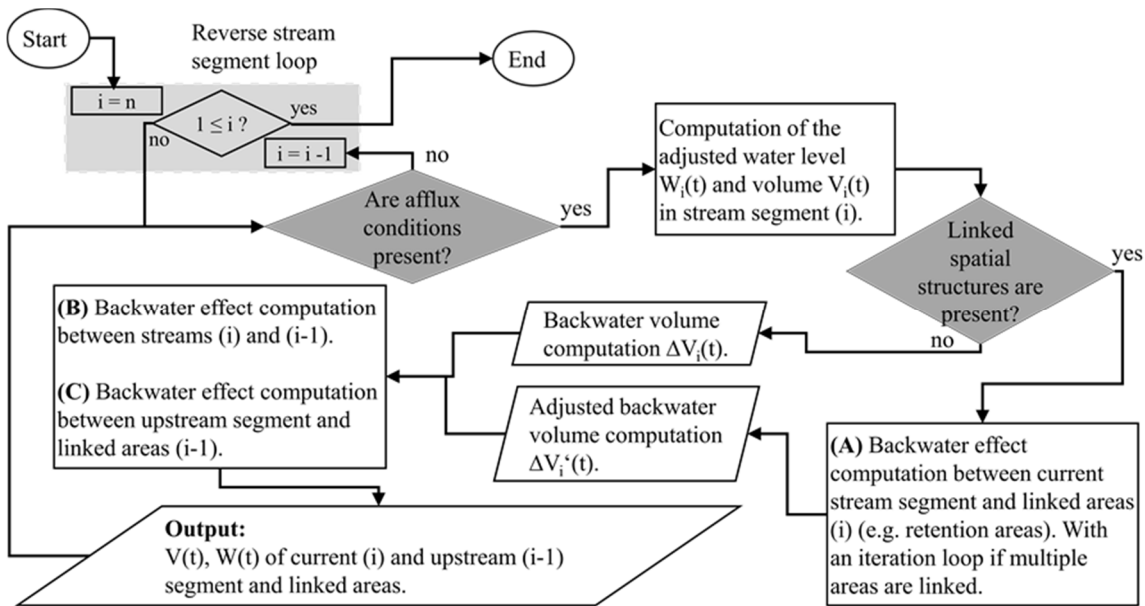 Start
Reverse stream
segment loop
End
i = n
1 ≤ i ?
yes
no
i = i -1
no
Are afflux
conditions
present?
yes
Computation of the
adjusted water level
Wi(t) and volume Vi(t)
in stream segment (i).
Linked
spatial
structures are
present?
yes
no
(B) Backwater effect computation
between streams (i) and (i-1).
(C) Backwater effect computation
between upstream segment and
linked areas (i-1).
Backwater volume
computation ΔVi(t).
Adjusted backwater
volume computation
ΔVi‘(t).
(A) Backwater effect
computation between current
stream segment and linked areas
(i) (e.g. retention areas). With
an iteration loop if multiple
areas are linked.
Output:
V(t), W(t) of current (i) and upstream (i-1)
segment and linked areas.